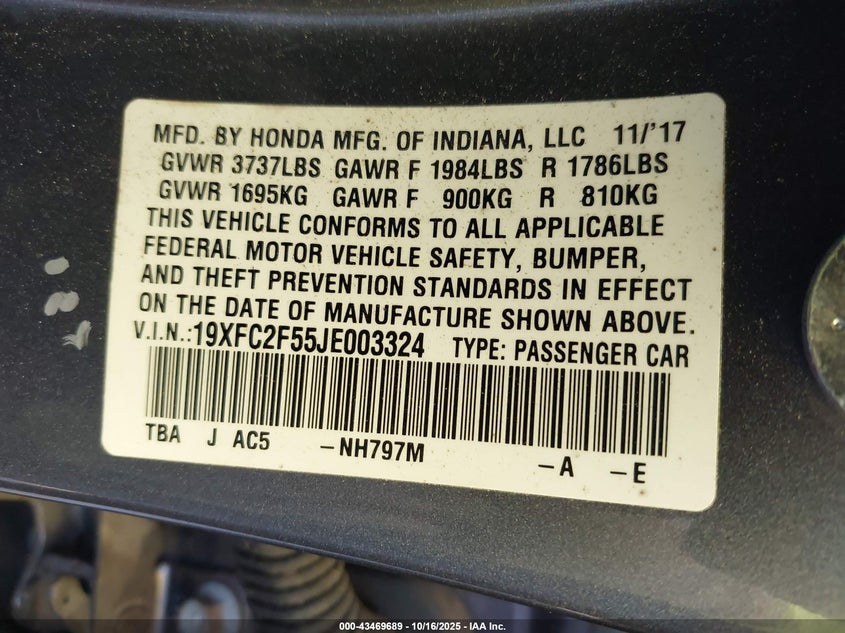 MFD. BY HONDA MFG. OF INDIANA, LLC 11/'17
GVWR 3737LBS GAWR F 1984LBS R 1786LBS
GVWR 1695KG GAWR F 900KG R 810KG
THIS VEHICLE CONFORMS TO ALL APPLICABLE
FEDERAL MOTOR VEHICLE SAFETY, BUMPER,
AND THEFT PREVENTION STANDARDS IN EFFECT
ON THE DATE OF MANUFACTURE SHOWN ABOVE.
V.I.N.:19XFC2F55JE003324 TYPE: PASSENGER CAR
TBA J AC5 -NH797M -A -E
000-43469689 - 10/16/2025 - IAA Inc.